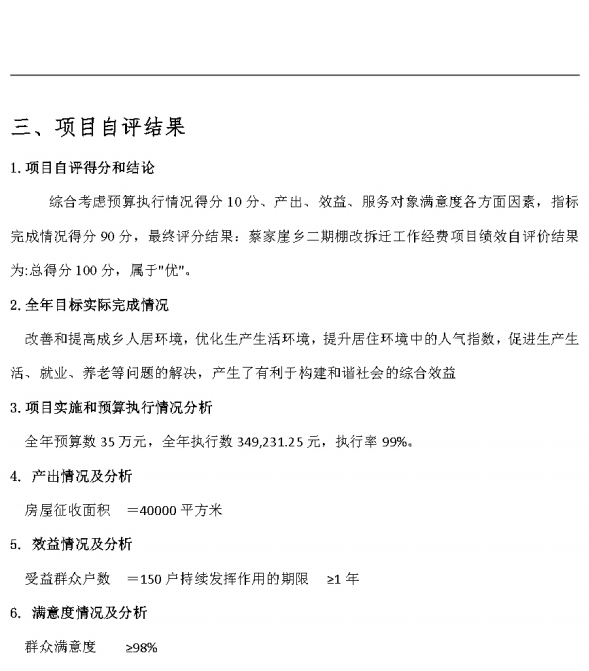 三、项目自评结果
1. 项目自评得分和结论
综合考虑预算执行情况得分 10 分、产出、效益、服务对象满意度各方面因素，指标
完成情况得分 90 分，最终评分结果：蔡家崖乡二期棚改拆迁工作经费项目绩效自评价结果
为:总得分 100 分，属于"优"。
2. 全年目标实际完成情况
改善和提高成乡人居环境，优化生产生活环境，提升居住环境中的人气指数，促进生产生
活、就业、养老等问题的解决，产生了有利于构建和谐社会的综合效益
3. 项目实施和预算执行情况分析
全年预算数 35 万元，全年执行数 349,231.25 元，执行率 99%。
4. 产出情况及分析
房屋征收面积 ＝40000 平方米
5. 效益情况及分析
受益群众户数 ＝150 户持续发挥作用的期限 ≥1 年
6. 满意度情况及分析
群众满意度 ≥98%